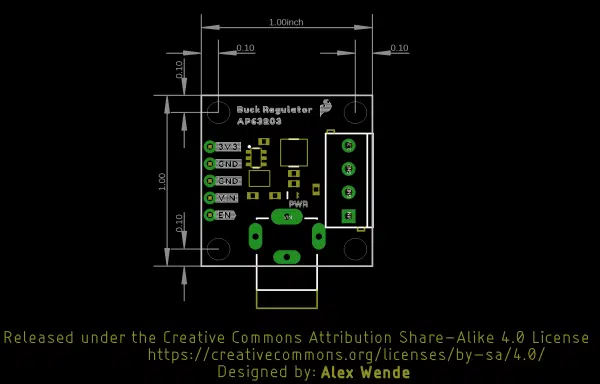 1.00inch
0.10
0.10
0.10
Buck Regulator
AP63203
3V3
GND
GND
VIN
EN
1.00
PWR
0.10
Released under the Creative Commons Attribution Share-Alike 4.0 License
https://creativecommons.org/licenses/by-sa/4.0/
Designed by: Alex Wende